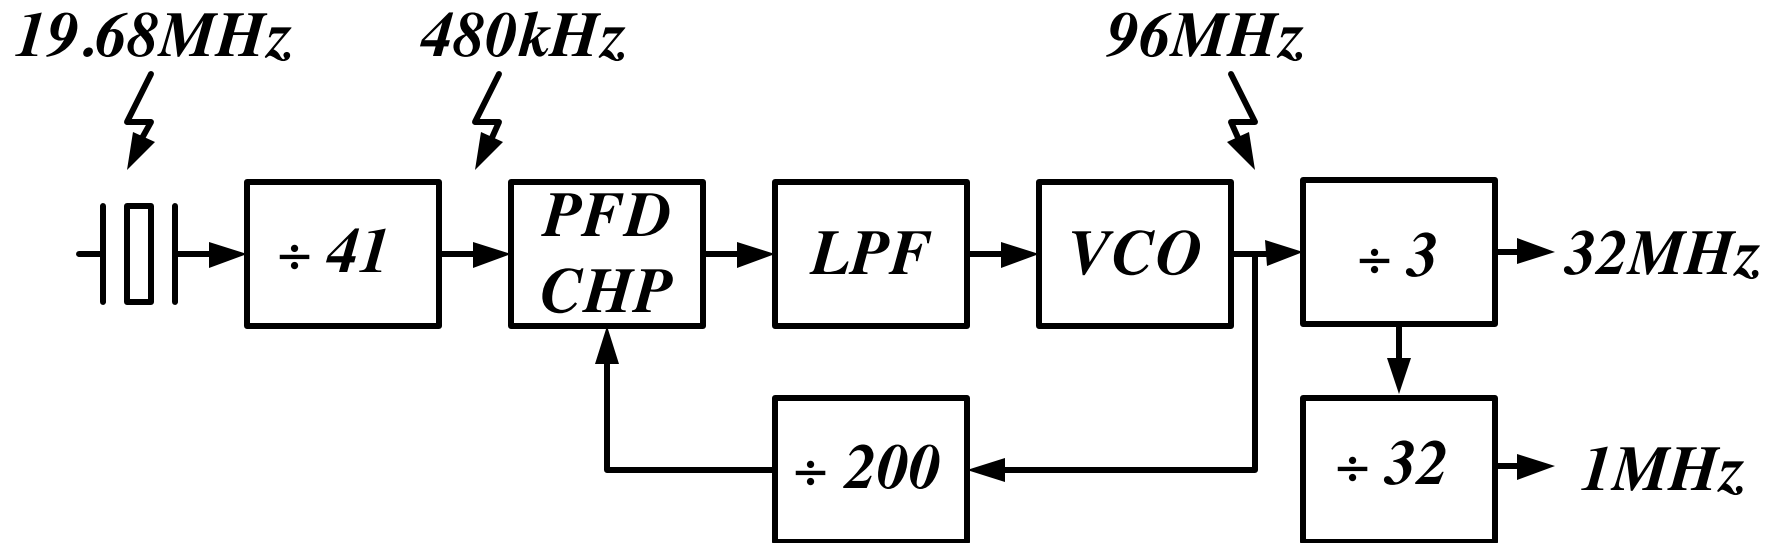 19.68MHz
480kHz
96MHz
÷ 41
PFD
CHP
LPF
VCO
÷ 3
32MHz
÷ 200
÷ 32
1MHz